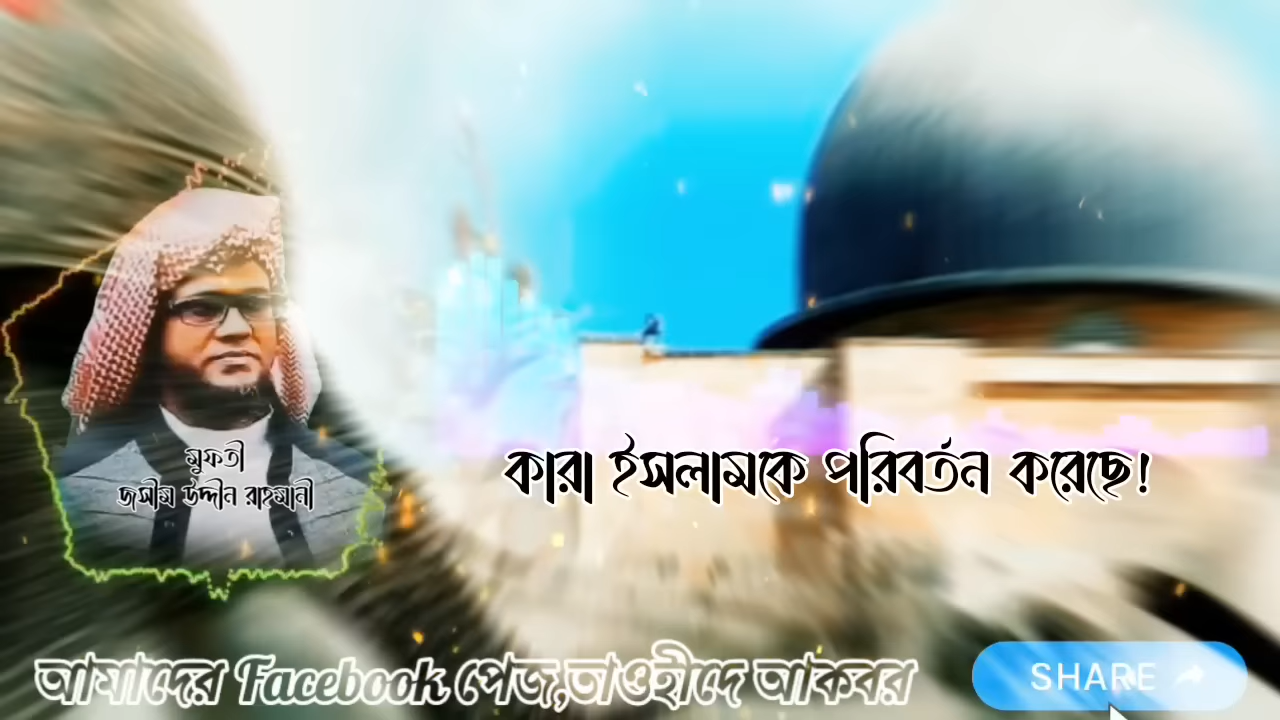 মুফতী
জসীম উদ্দীন রাহমানী
কারা ইসলামকে পরিবর্তন করেছে!
আমাদের Facebook পেজ,তাওহীদে আকবর
SHARE